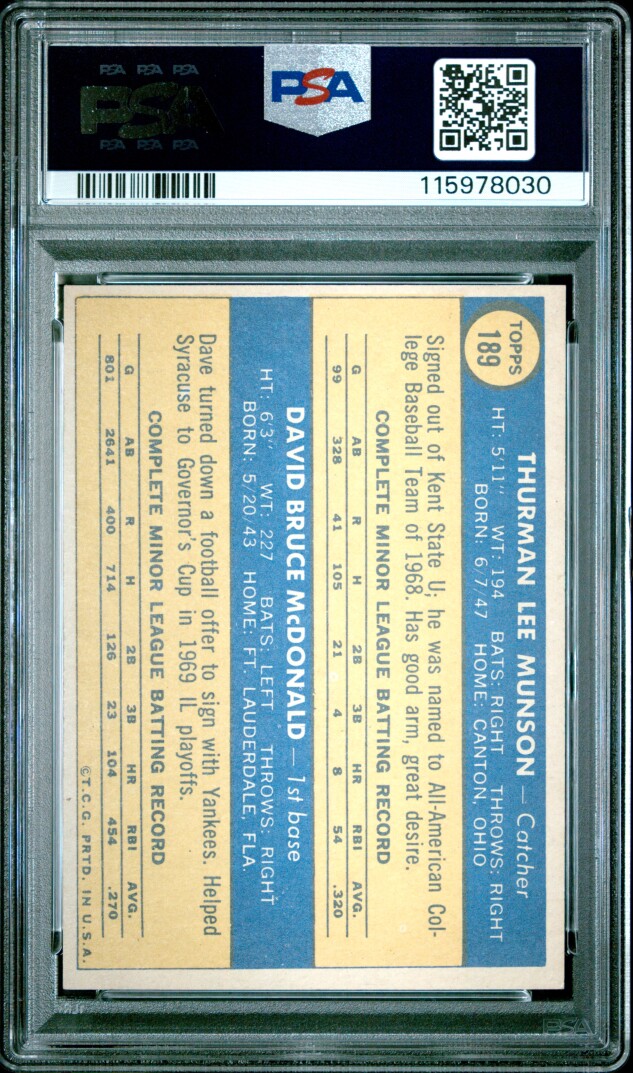 PSA PSA PSA
PSA
PSA PSA PSA
PSA
115978030
TOPPS
189
THURMAN LEE MUNSON — Catcher
HT: 5'11" WT: 194 BATS: RIGHT THROWS: RIGHT
BORN: 6/7/47 HOME: CANTON, OHIO
Signed out of Kent State U; he was named to All-American Col-
lege Baseball Team of 1968. Has good arm, great desire.
COMPLETE MINOR LEAGUE BATTING RECORD
G AB R H 2B 3B HR RBI AVG.
99 328 41 105 21 4 8 54 .320
DAVID BRUCE McDONALD — 1st base
HT: 6'3" WT: 227 BATS: LEFT THROWS: RIGHT
BORN: 5/20/43 HOME: FT. LAUDERDALE, FLA.
Dave turned down a football offer to sign with Yankees. Helped
Syracuse to Governor's Cup in 1969 IL playoffs.
COMPLETE MINOR LEAGUE BATTING RECORD
G AB R H 2B 3B HR RBI AVG.
801 2641 400 714 126 23 104 454 .270
©T.C.G. PRTD. IN U.S.A.
PSA